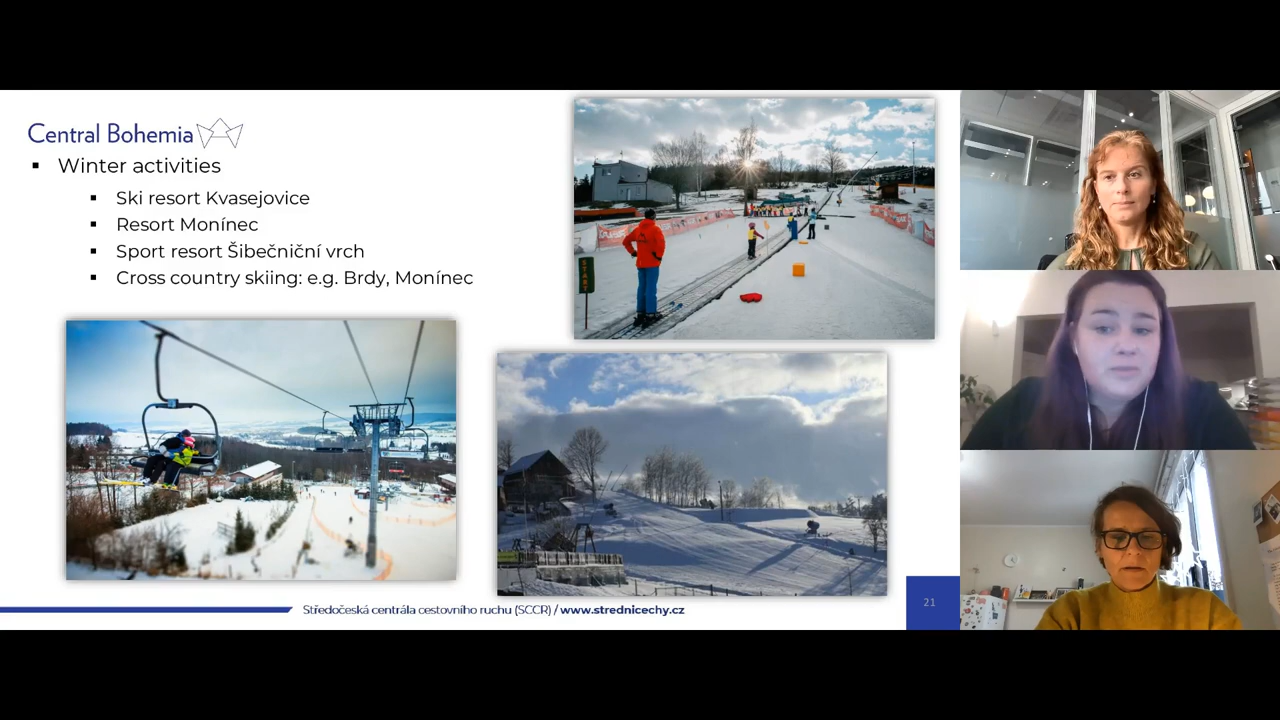 Central Bohemia
Winter activities
Ski resort Kvasejovice
Resort Monínec
Sport resort Šibečniční vrch
Cross country skiing: e.g. Brdy, Monínec
START
Středočeská centrála cestovního ruchu (SCCR) / www.strednicechy.cz
21